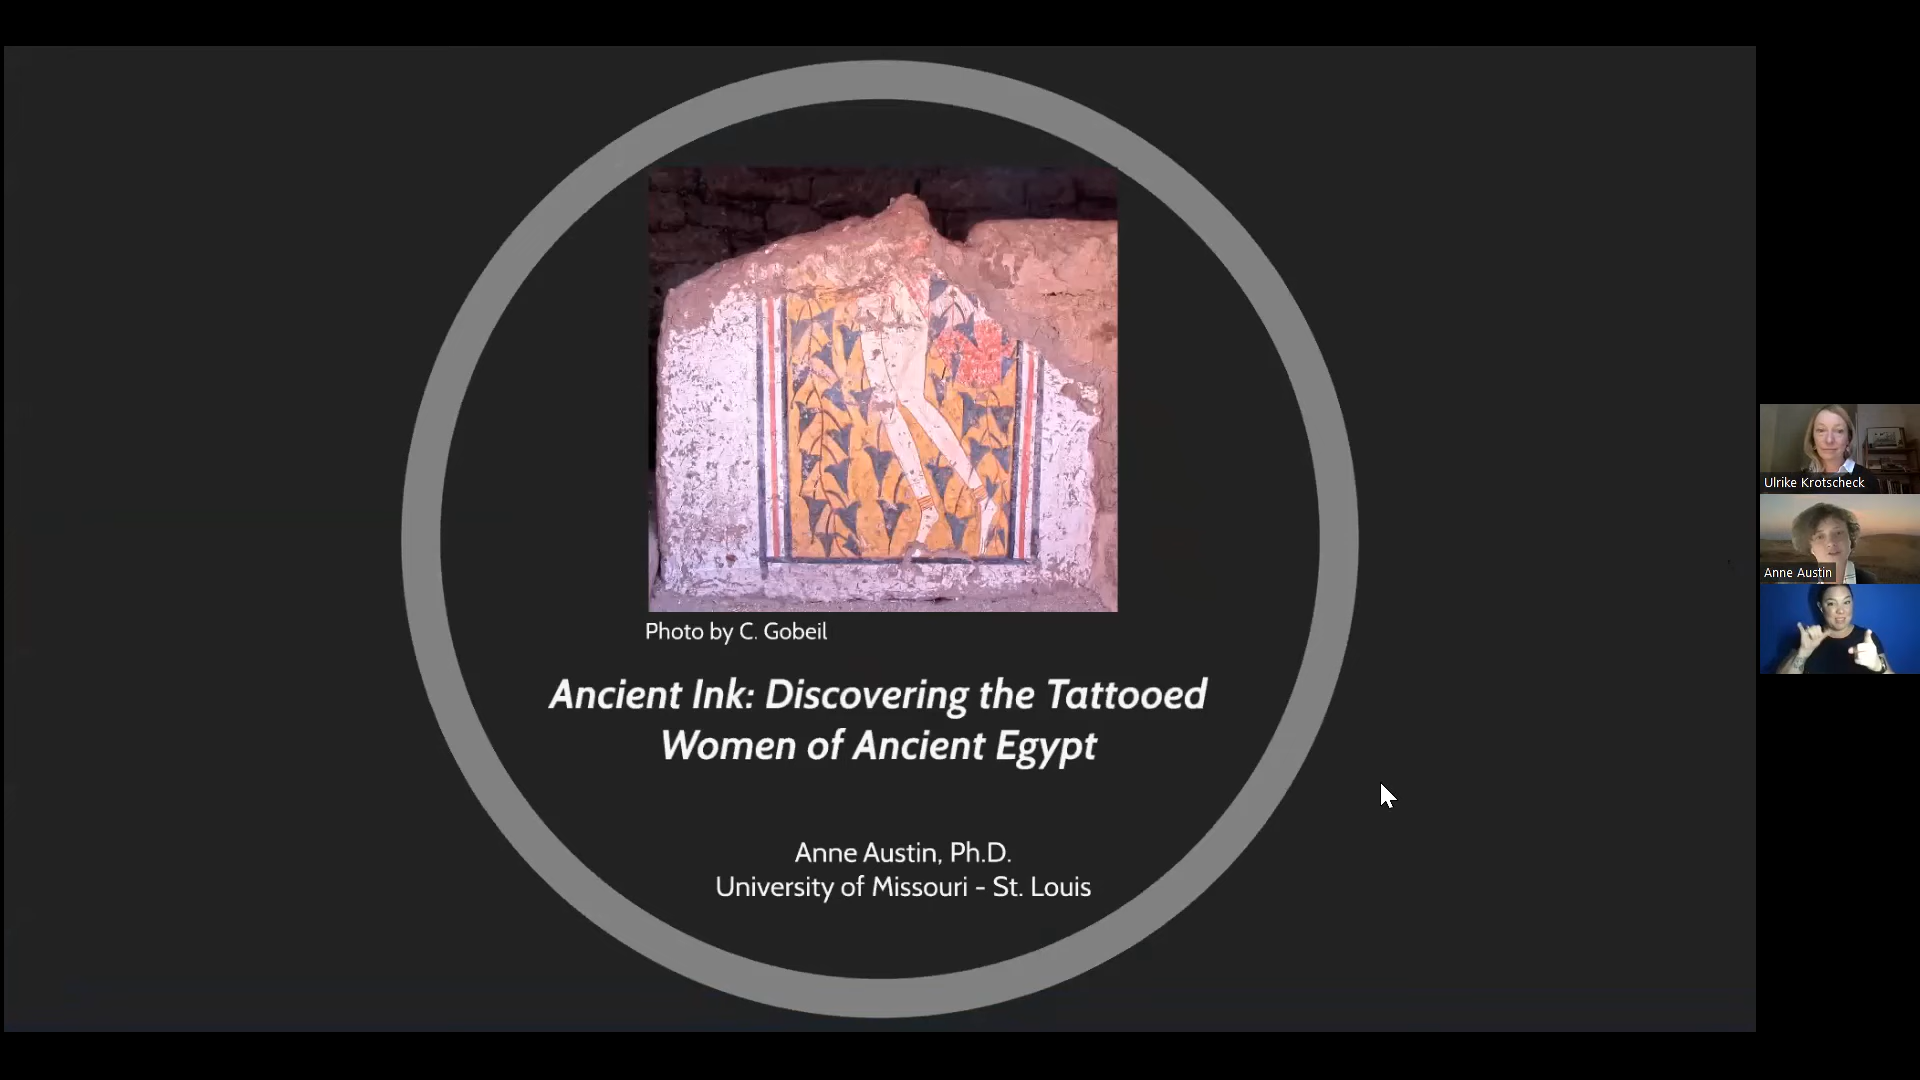 Photo by C. Gobeil
Ancient Ink: Discovering the Tattooed
Women of Ancient Egypt
Anne Austin, Ph.D.
University of Missouri - St. Louis
Ulrike Krotscheck
Anne Austin